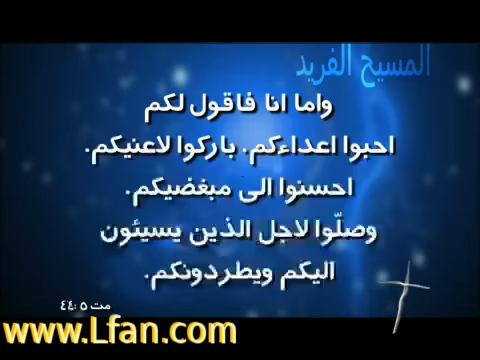 المسيح الفريد
واما انا فاقول لكم
احبوا اعداءكم. باركوا لاعنيكم.
احسنوا الى مبغضيكم.
وصلّوا لاجل الذين يسيئون
اليكم ويطردونكم.
مت ٥ :٤٤
www.Lfan.com